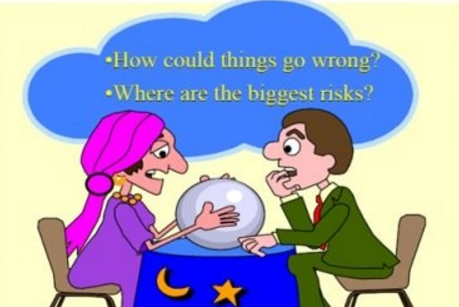 •How could things go wrong?
•Where are the biggest risks?